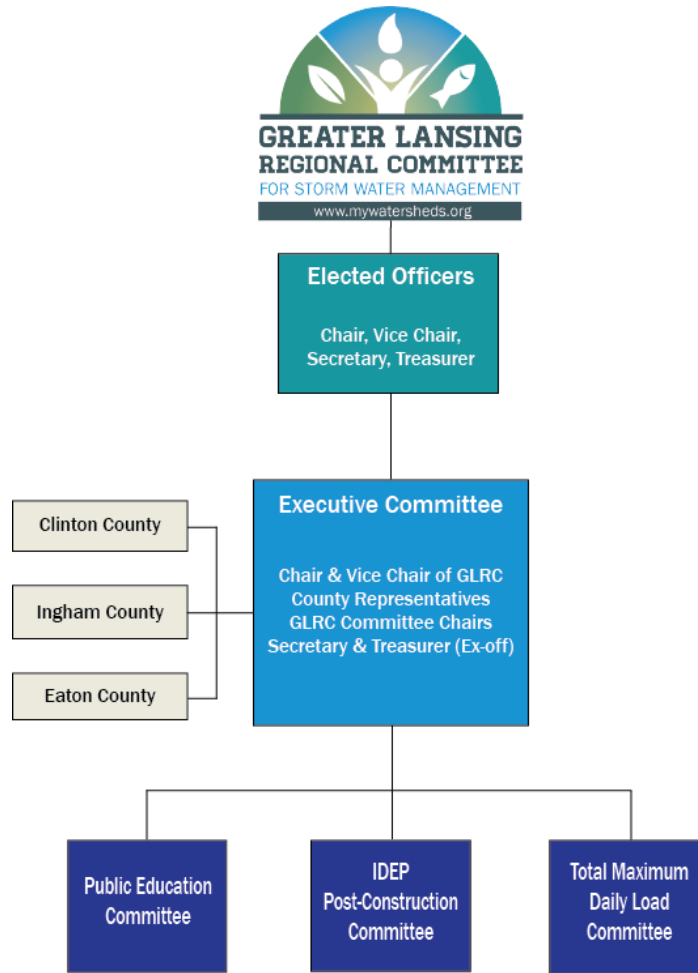 GREATER LANSING
REGIONAL COMMITTEE
FOR STORM WATER MANAGEMENT
www.mywatersheds.org
Elected Officers
Chair, Vice Chair,
Secretary, Treasurer
Executive Committee
Chair & Vice Chair of GLRC
County Representatives
GLRC Committee Chairs
Secretary & Treasurer (Ex-off)
Clinton County
Ingham County
Eaton County
Public Education
Committee
IDEP
Post-Construction
Committee
Total Maximum
Daily Load
Committee